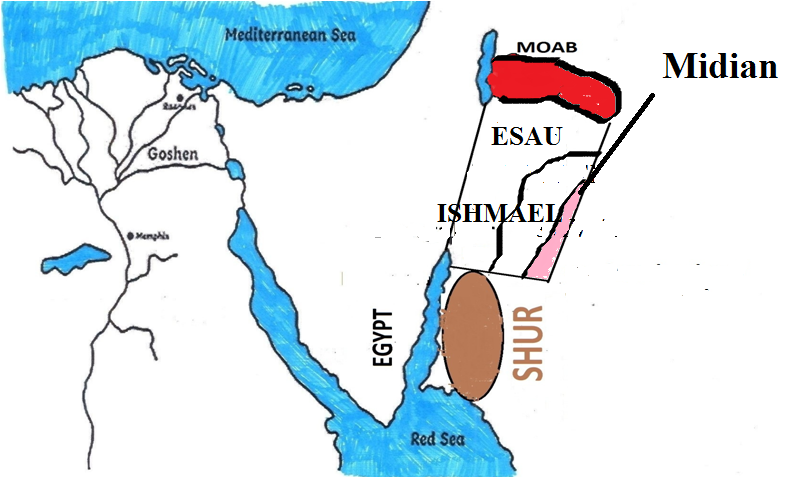 Mediterranean Sea
MOAB
Midian
Goshen
ESAU
ISHMAEL
Memphis
EGYPT
SHUR
Red Sea